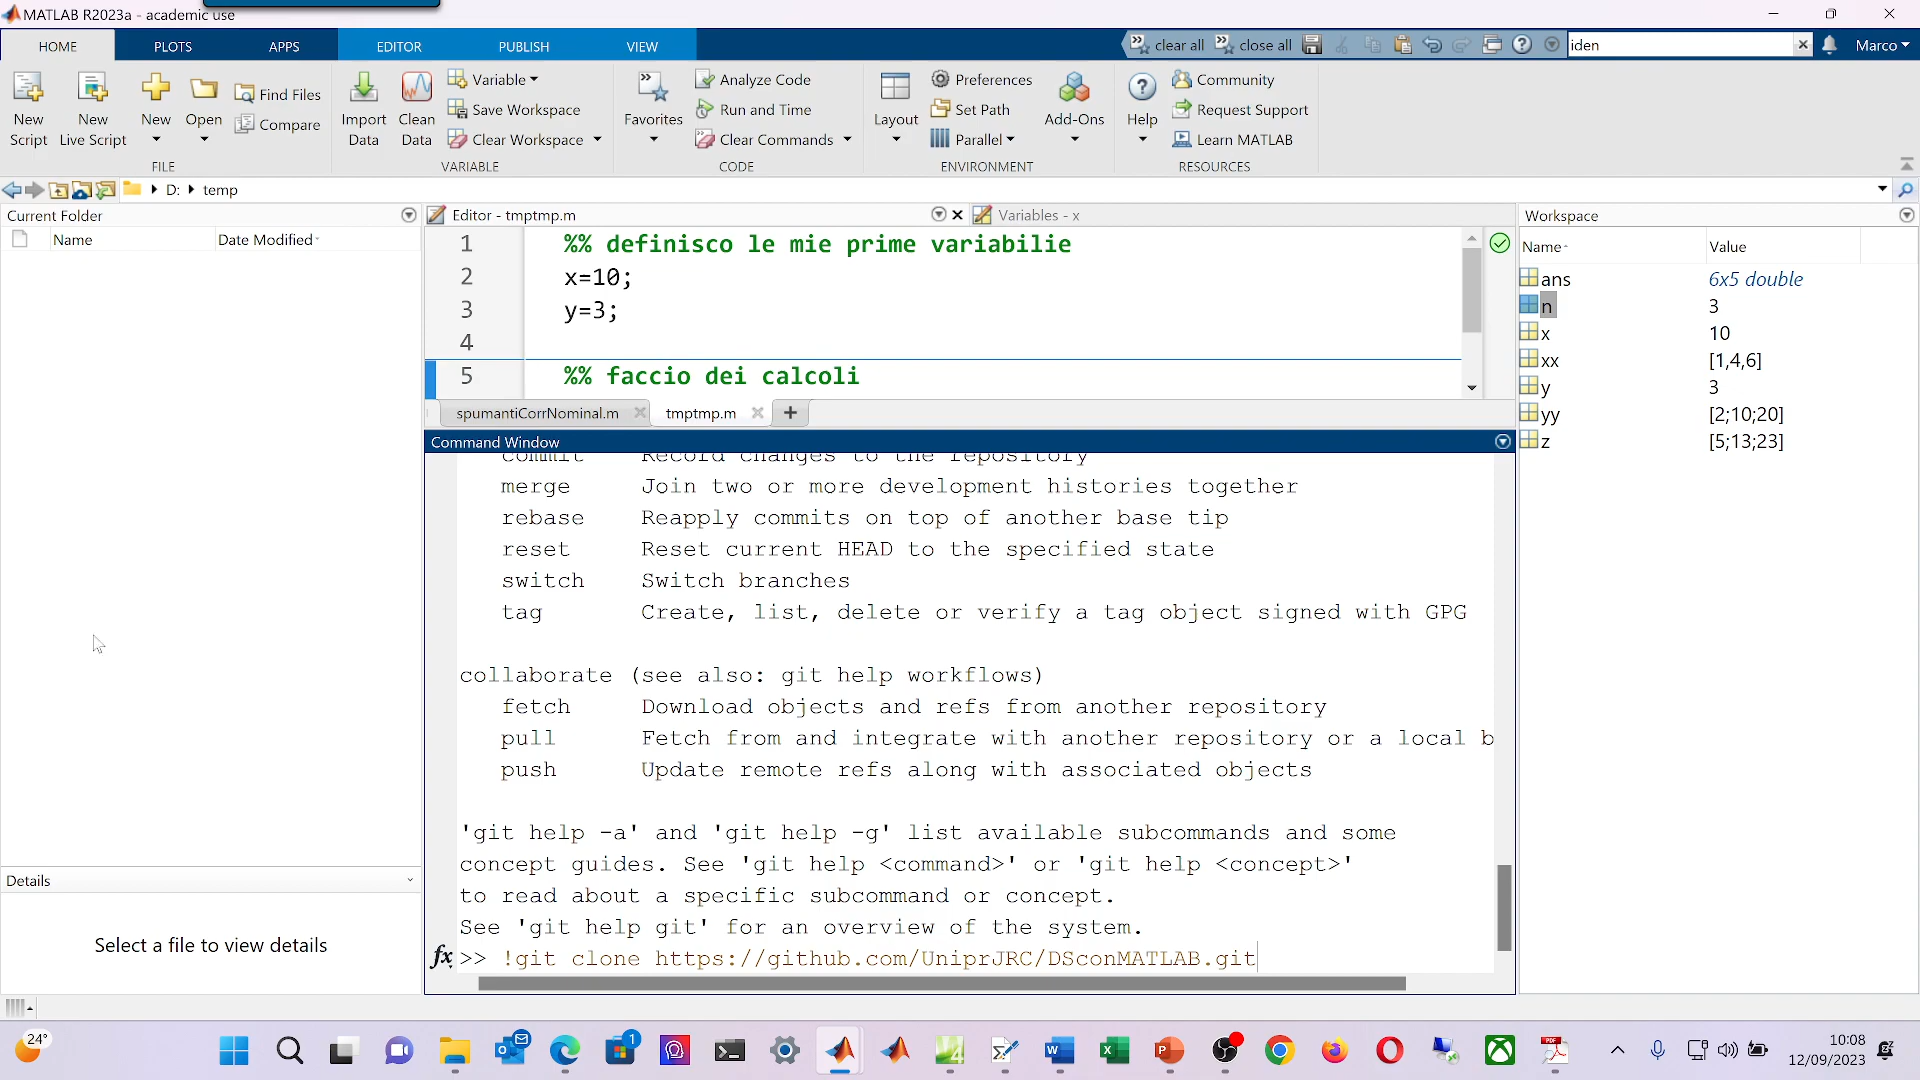 MATLAB R2023a - academic use
HOME PLOTS APPS EDITOR PUBLISH VIEW
clear all close all iden Marco
New Script
New Live Script
New
Open
Find Files
Compare
FILE
Import Data
Clean Data
Variable
Save Workspace
Clear Workspace
VARIABLE
Favorites
Analyze Code
Run and Time
Clear Commands
CODE
Layout
Preferences
Set Path
Parallel
Add-Ons
ENVIRONMENT
Help
Community
Request Support
Learn MATLAB
RESOURCES
D: temp
Current Folder
Name Date Modified
Details
Select a file to view details
Editor - tmptmp.m
Variables - x
1 %% definisco le mie prime variabilie
2 x=10;
3 y=3;
4
5 %% faccio dei calcoli
spumantiCorrNominal.m tmptmp.m
Command Window
commit Record changes to the repository
merge Join two or more development histories together
rebase Reapply commits on top of another base tip
reset Reset current HEAD to the specified state
switch Switch branches
tag Create, list, delete or verify a tag object signed with GPG
collaborate (see also: git help workflows)
fetch Download objects and refs from another repository
pull Fetch from and integrate with another repository or a local b
push Update remote refs along with associated objects
'git help -a' and 'git help -g' list available subcommands and some
concept guides. See 'git help <command>' or 'git help <concept>'
to read about a specific subcommand or concept.
See 'git help git' for an overview of the system.
fx >> !git clone https://github.com/UniprJRC/DSconMATLAB.git
Workspace
Name Value
ans 6x5 double
n 3
x 10
xx [1,4,6]
y 3
yy [2;10;20]
z [5;13;23]
24°
1
10:08
12/09/2023